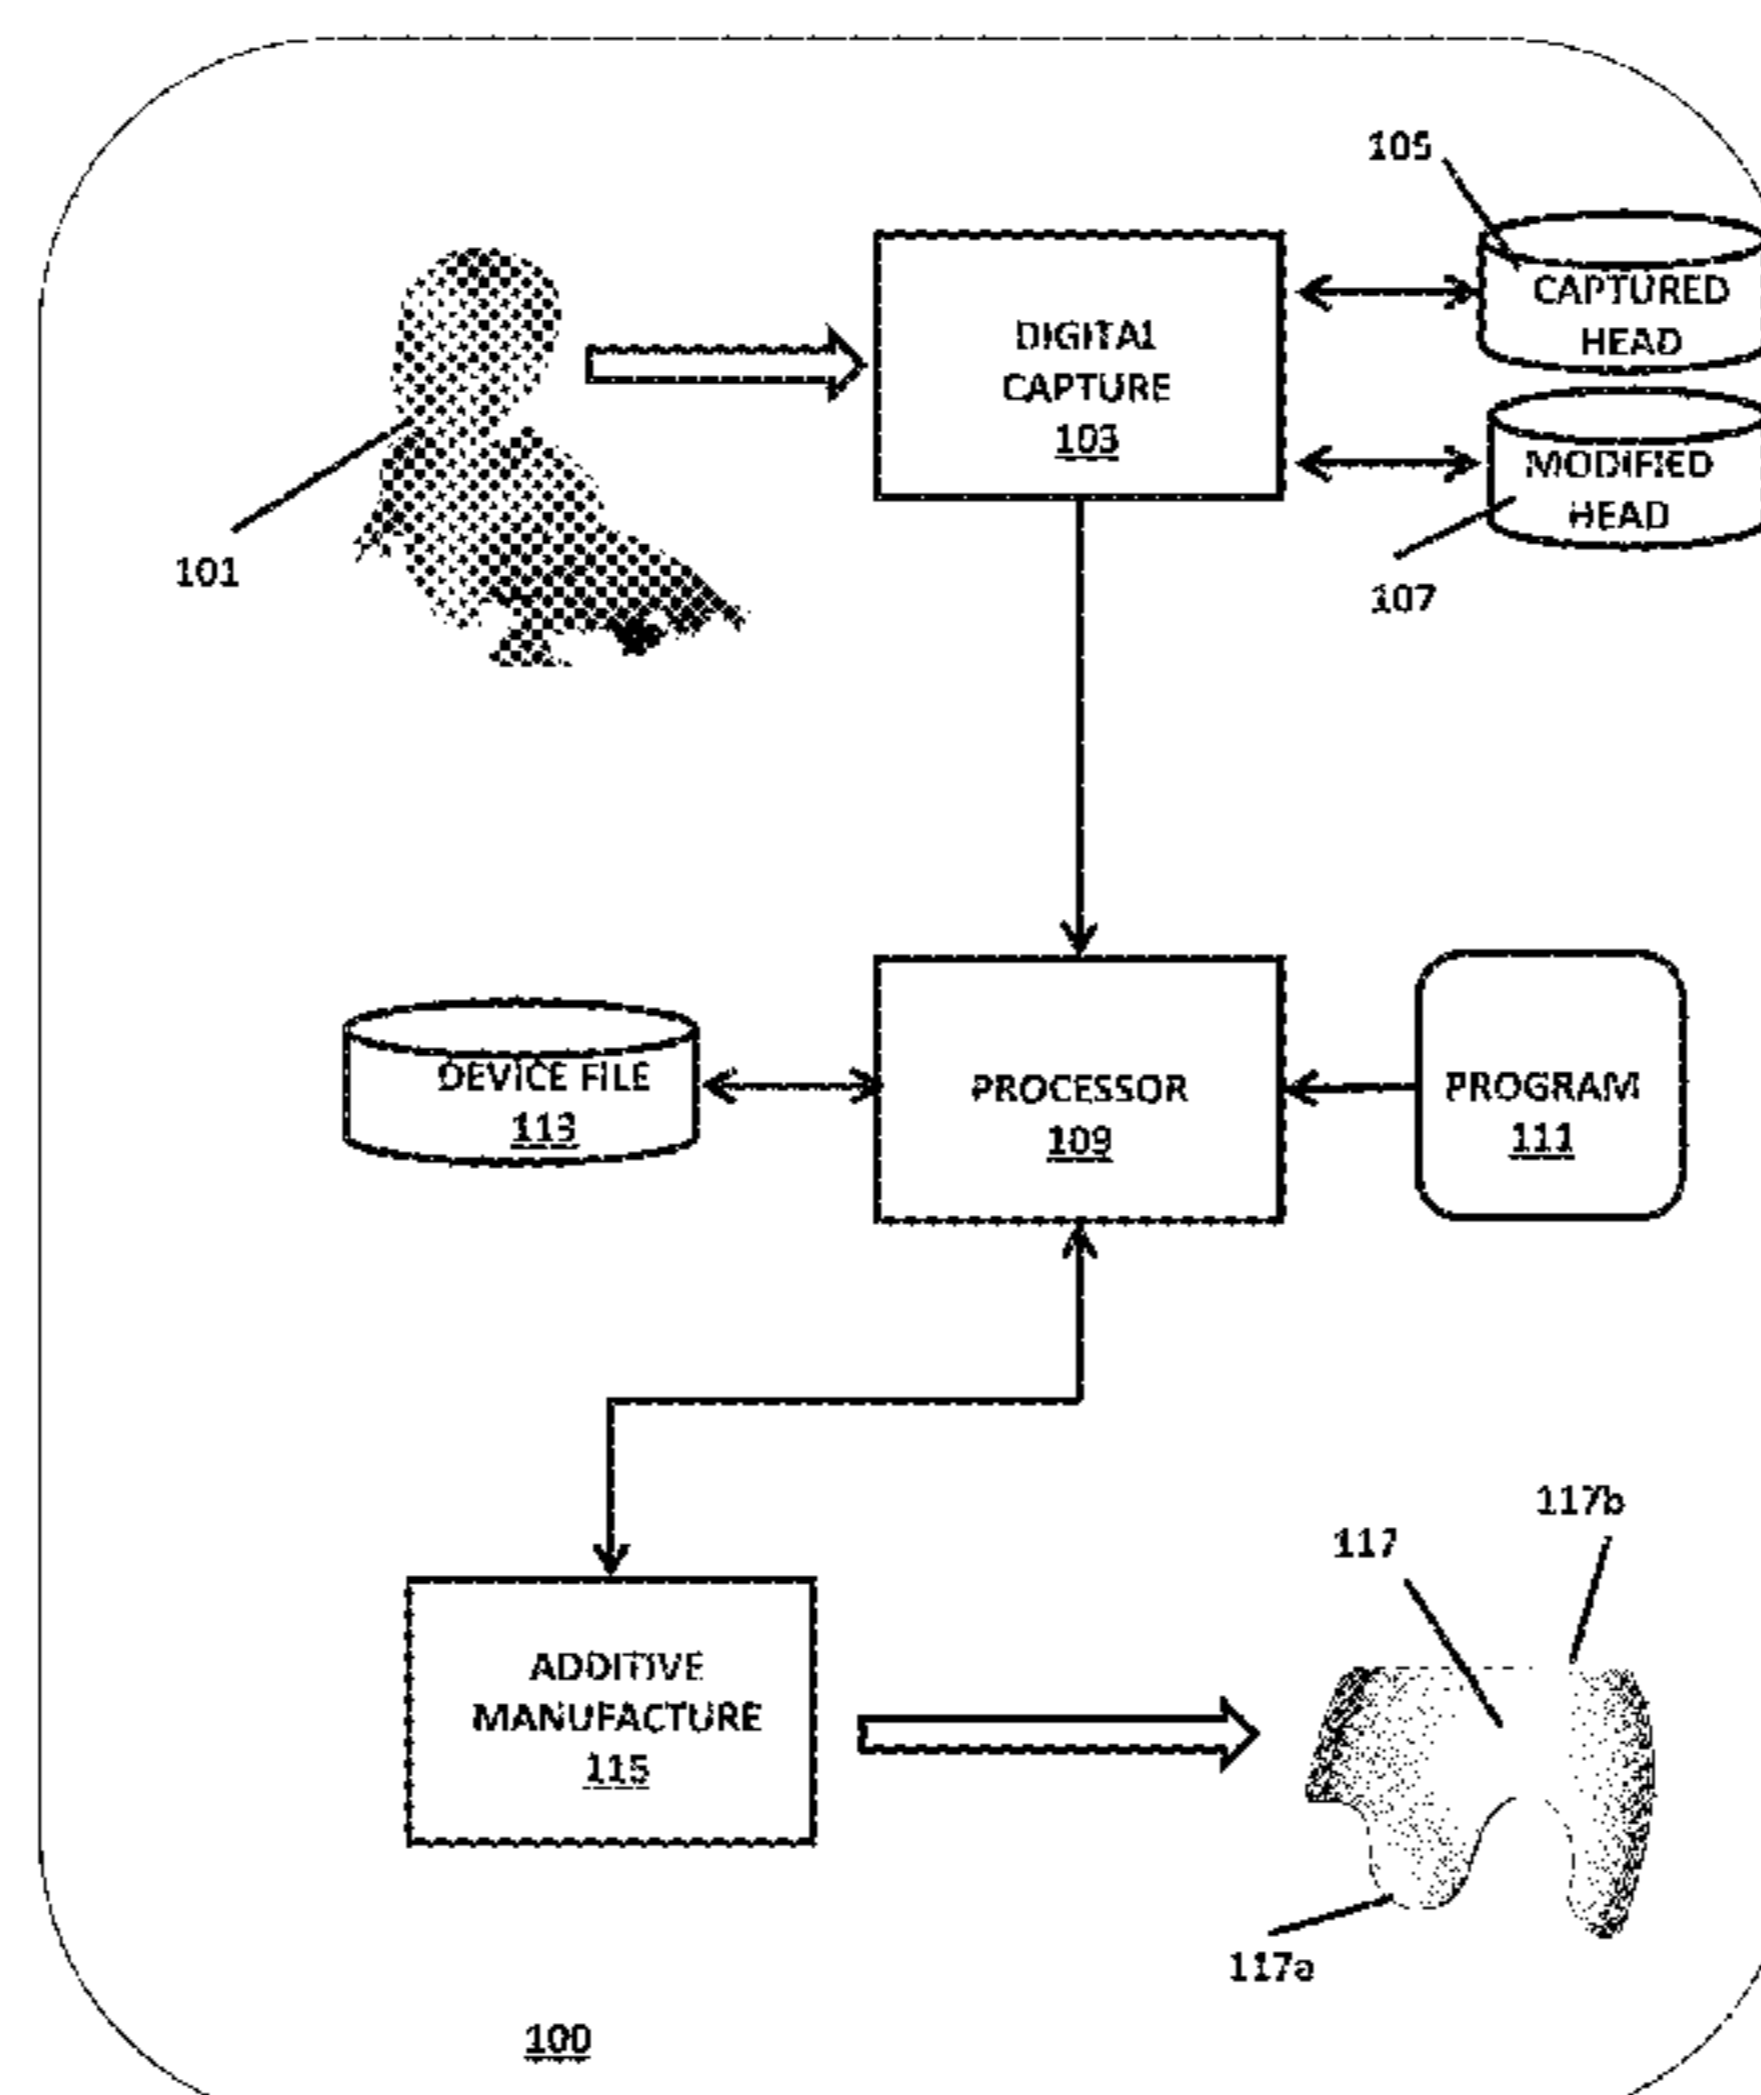 105
CAPTURED
HEAD
DIGITAL
CAPTURE
103
MODIFIED
HEAD
101
107
DEVICE FILE
113
PROCESSOR
109
PROGRAM
111
117b
117
ADDITIVE
MANUFACTURE
115
117a
100